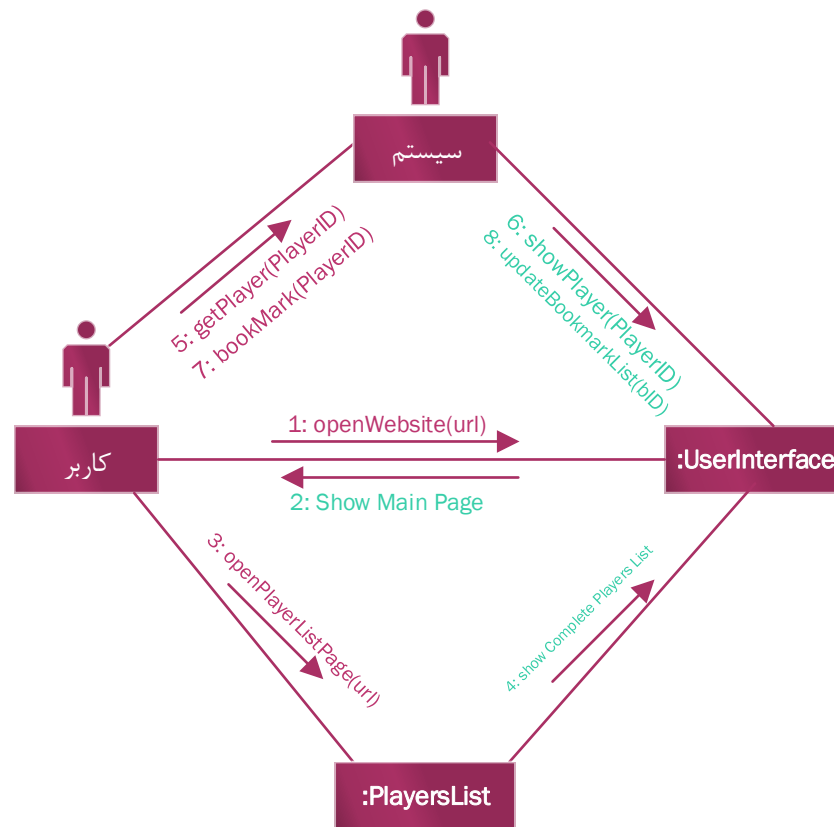 سیستم
5: getPlayer(PlayerID)
7: bookMark(PlayerID)
6: showPlayer(PlayerID)
8: updateBookmarkList(bID)
کاربر
1: openWebsite(url)
2: Show Main Page
:UserInterface
3: openPlayerListPage(url)
4: show Complete Players List
:PlayersList